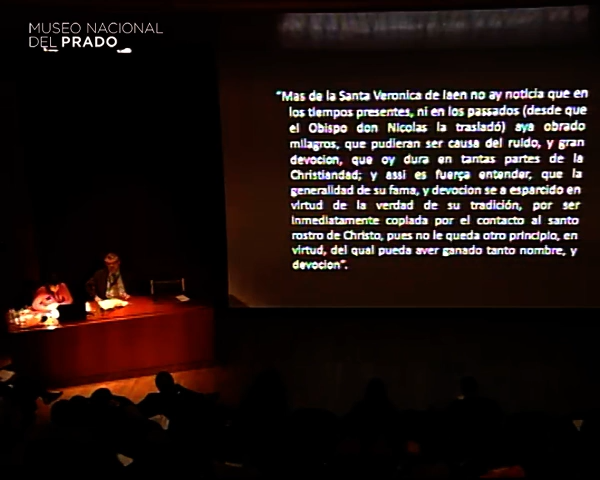 MUSEO NACIONAL
DEL PRADO
"Mas de la Santa Veronica de Iaen no ay noticia que en
los tiempos presentes, ni en los passados (desde que
el Obispo don Nicolas la trasladó) aya obrado
milagros, que pudieran ser causa del ruido, y gran
devocion, que oy dura en tantas partes de la
Christiandad; y assi es fuerça entender, que la
generalidad de su fama, y devocion se a esparcido en
virtud de la verdad de su tradición, por ser
inmediatamente copiada por el contacto al santo
rostro de Christo, pues no le queda otro principio, en
virtud, del qual pueda aver ganado tanto nombre, y
devocion".